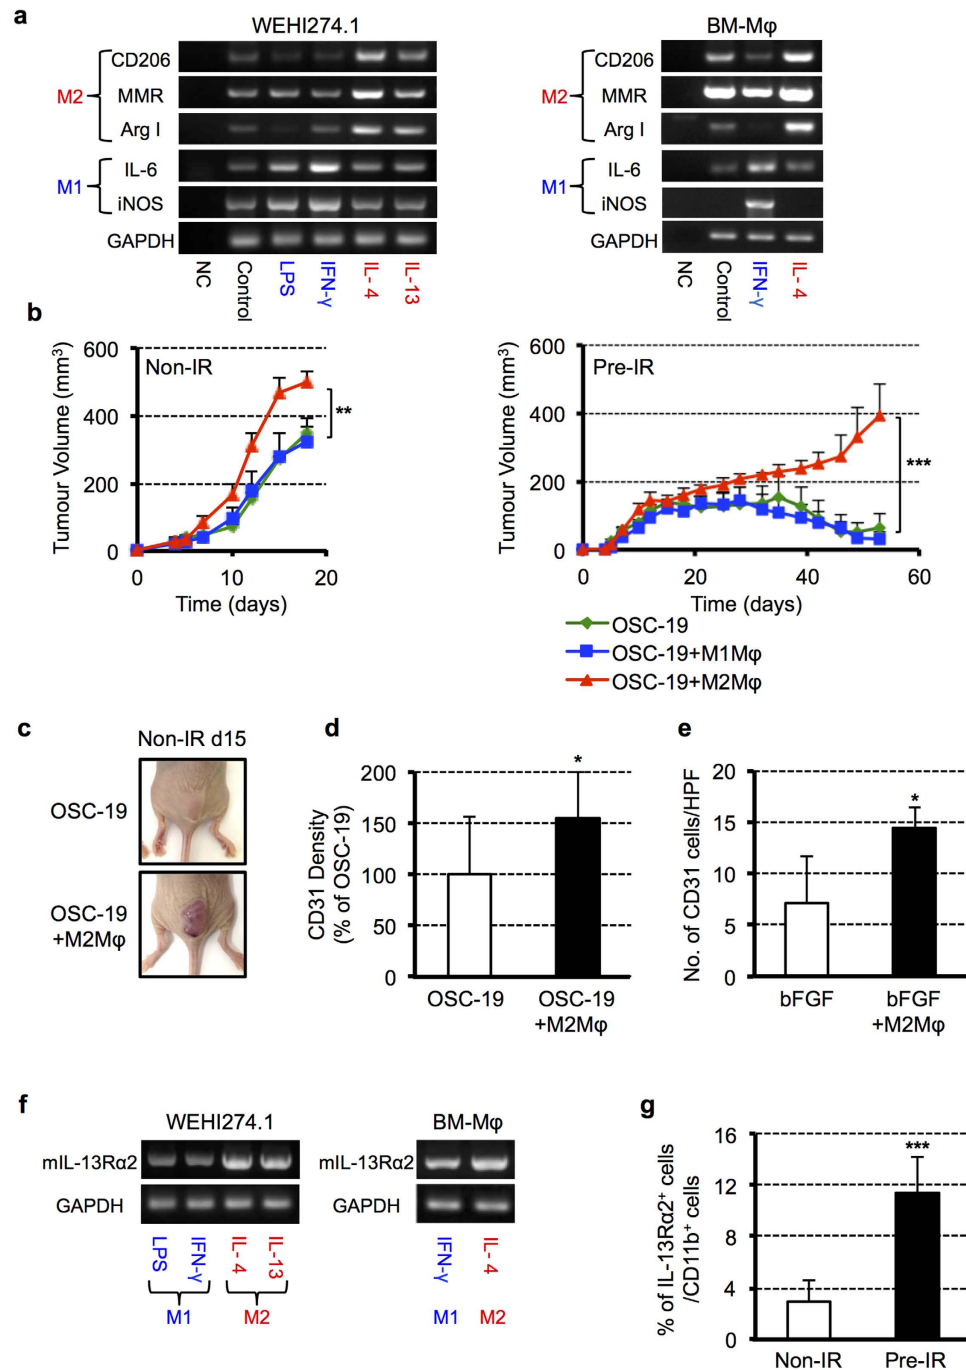 a
WEHI274.1
BM-Mφ
CD206
MMR
Arg I
IL-6
iNOS
GAPDH
M2
M1
NC
Control
LPS
IFN-γ
IL- 4
IL-13
CD206
MMR
Arg I
IL-6
iNOS
GAPDH
M2
M1
NC
Control
IFN-γ
IL- 4
b
Non-IR
Tumour Volume (mm³)
600
400
200
0
0 10 20
Time (days)
**
Pre-IR
Tumour Volume (mm³)
600
400
200
0
0 20 40 60
Time (days)
***
OSC-19
OSC-19+M1Mφ
OSC-19+M2Mφ
c
Non-IR d15
OSC-19
OSC-19
+M2Mφ
d
CD31 Density
(% of OSC-19)
200
150
100
50
0
*
OSC-19
OSC-19
+M2Mφ
e
No. of CD31 cells/HPF
20
15
10
5
0
*
bFGF
bFGF
+M2Mφ
f
WEHI274.1
BM-Mφ
mIL-13Rα2
GAPDH
LPS
IFN-γ
IL- 4
IL-13
M1
M2
mIL-13Rα2
GAPDH
IFN-γ
IL- 4
M1
M2
g
% of IL-13Rα2⁺ cells
/CD11b⁺ cells
16
12
8
4
0
***
Non-IR
Pre-IR